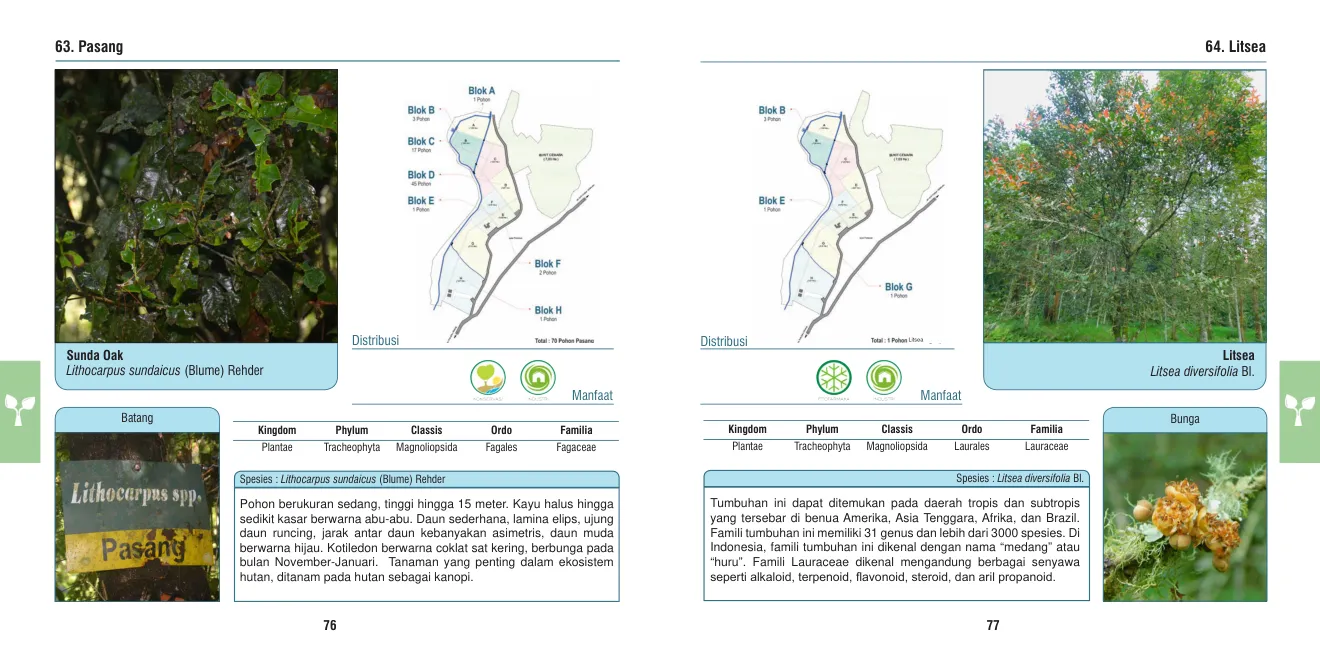 63. Pasang
Blok A
1 Pohon
Blok B
3 Pohon
Blok C
17 Pohon
Blok D
45 Pohon
Blok E
1 Pohon
Blok F
2 Pohon
Blok H
1 Pohon
Distribusi
Total : 70 Pohon Pasang
Sunda Oak
Lithocarpus sundaicus (Blume) Rehder
KONSERVASI
INDUSTRI
Manfaat
Batang
Lithocarpus spp.
Pasang
Kingdom Phylum Classis Ordo Familia
Plantae Tracheophyta Magnoliopsida Fagales Fagaceae
Spesies : Lithocarpus sundaicus (Blume) Rehder
Pohon berukuran sedang, tinggi hingga 15 meter. Kayu halus hingga
sedikit kasar berwarna abu-abu. Daun sederhana, lamina elips, ujung
daun runcing, jarak antar daun kebanyakan asimetris, daun muda
berwarna hijau. Kotiledon berwarna coklat sat kering, berbunga pada
bulan November-Januari. Tanaman yang penting dalam ekosistem
hutan, ditanam pada hutan sebagai kanopi.
76
64. Litsea
Blok B
3 Pohon
Blok E
1 Pohon
Blok G
1 Pohon
Distribusi
Total : 1 Pohon Litsea
Litsea
Litsea diversifolia Bl.
INDUSTRI
Manfaat
Kingdom Phylum Classis Ordo Familia
Plantae Tracheophyta Magnoliopsida Laurales Lauraceae
Bunga
Spesies : Litsea diversifolia Bl.
Tumbuhan ini dapat ditemukan pada daerah tropis dan subtropis
yang tersebar di benua Amerika, Asia Tenggara, Afrika, dan Brazil.
Famili tumbuhan ini memiliki 31 genus dan lebih dari 3000 spesies. Di
Indonesia, famili tumbuhan ini dikenal dengan nama “medang” atau
“huru”. Famili Lauraceae dikenal mengandung berbagai senyawa
seperti alkaloid, terpenoid, flavonoid, steroid, dan aril propanoid.
77